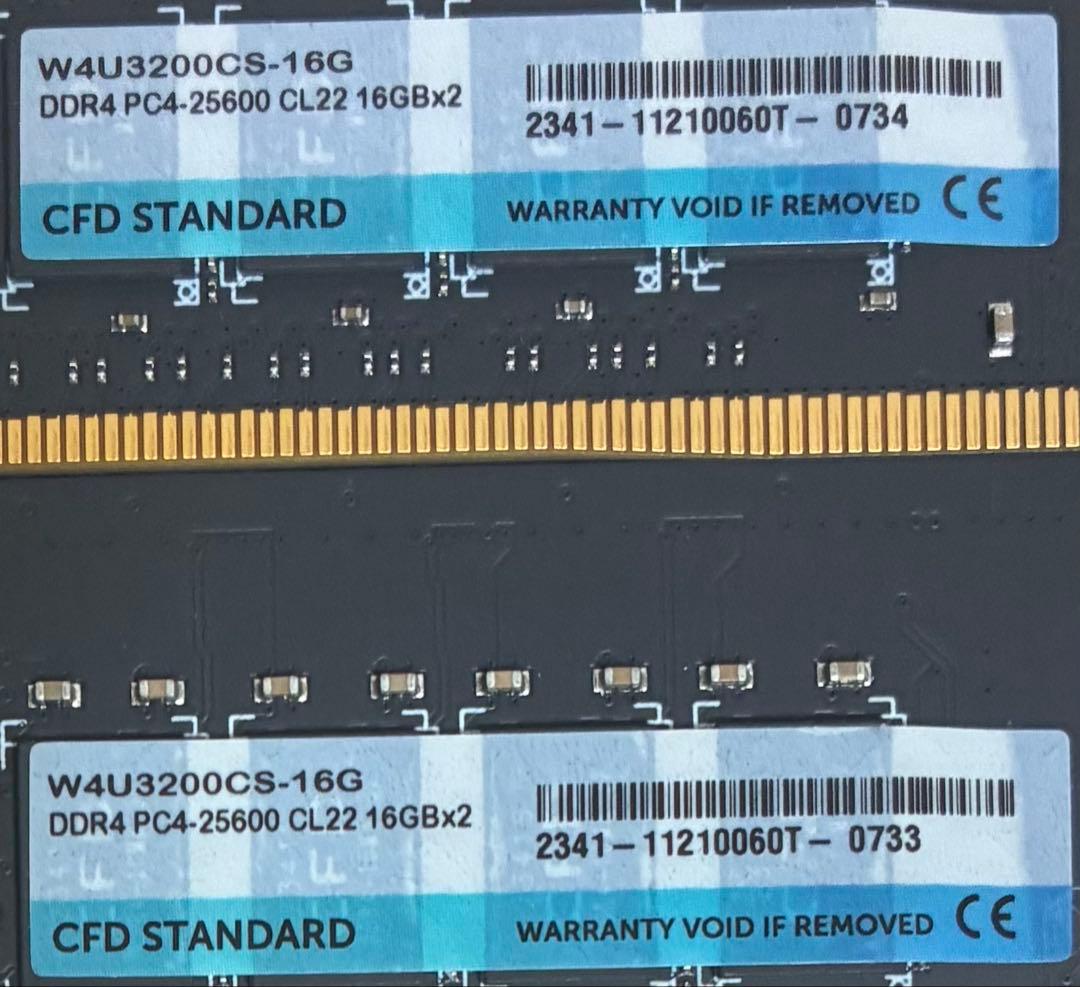 W4U3200CS-16G
DDR4 PC4-25600 CL22 16GBx2
2341-11210060T- 0734
CFD STANDARD
WARRANTY VOID IF REMOVED CE
W4U3200CS-16G
DDR4 PC4-25600 CL22 16GBx2
2341-11210060T- 0733
CFD STANDARD
WARRANTY VOID IF REMOVED CE